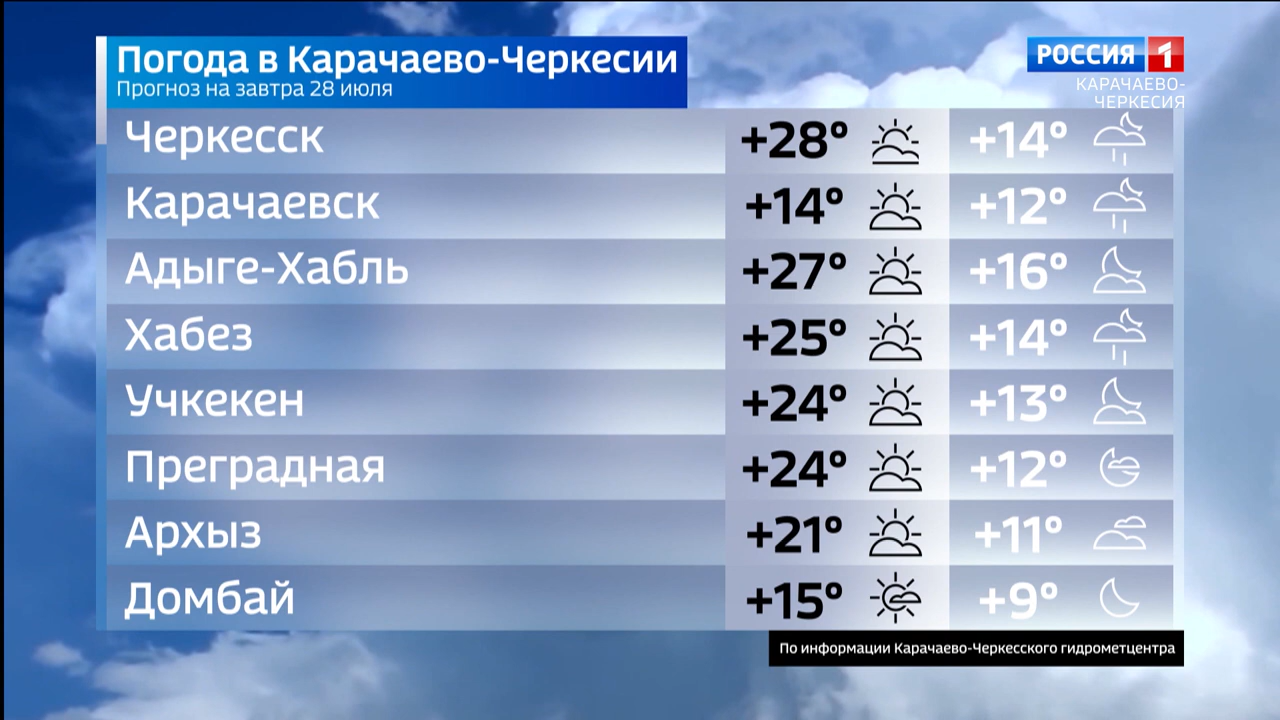 Погода в Карачаево-Черкесии
Прогноз на завтра 28 июля
РОССИЯ 1
КАРАЧАЕВО-
ЧЕРКЕСИЯ
Черкесск +28° +14°
Карачаевск +14° +12°
Адыге-Хабль +27° +16°
Хабез +25° +14°
Учкекен +24° +13°
Преградная +24° +12°
Архыз +21° +11°
Домбай +15° +9°
По информации Карачаево-Черкесского гидрометцентра